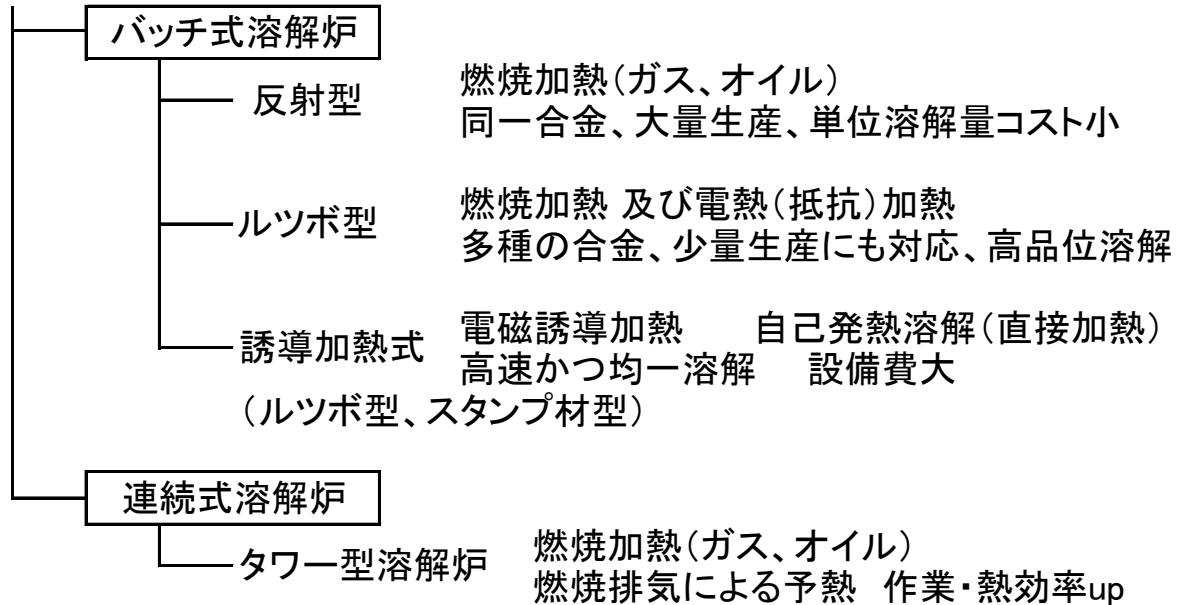 バッチ式溶解炉
反射型
燃焼加熱(ガス、オイル)
同一合金、大量生産、単位溶解量コスト小
ルツボ型
燃焼加熱 及び電熱(抵抗)加熱
多種の合金、少量生産にも対応、高品位溶解
誘導加熱式
電磁誘導加熱 自己発熱溶解(直接加熱)
高速かつ均一溶解 設備費大
(ルツボ型、スタンプ材型)
連続式溶解炉
タワー型溶解炉
燃焼加熱(ガス、オイル)
燃焼排気による予熱 作業・熱効率up